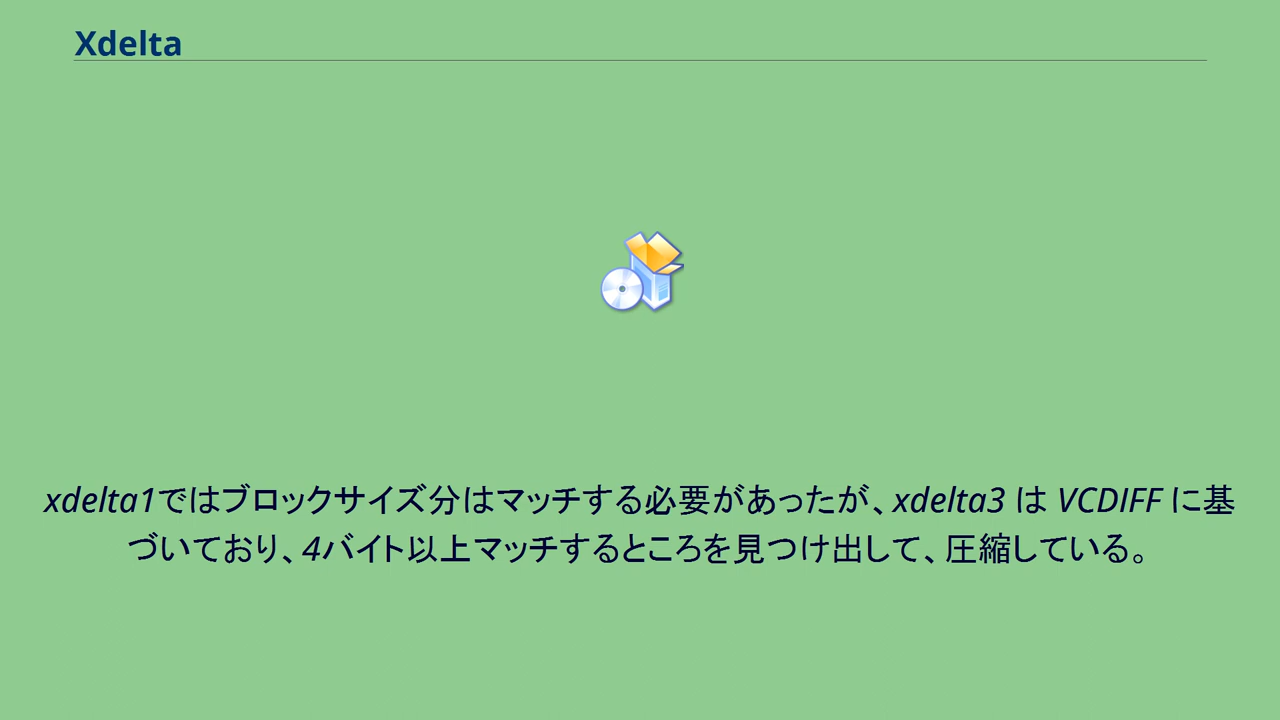 Xdelta
xdelta1ではブロックサイズ分はマッチする必要があったが、xdelta3 は VCDIFF に基
づいており、4バイト以上マッチするところを見つけ出して、圧縮している。